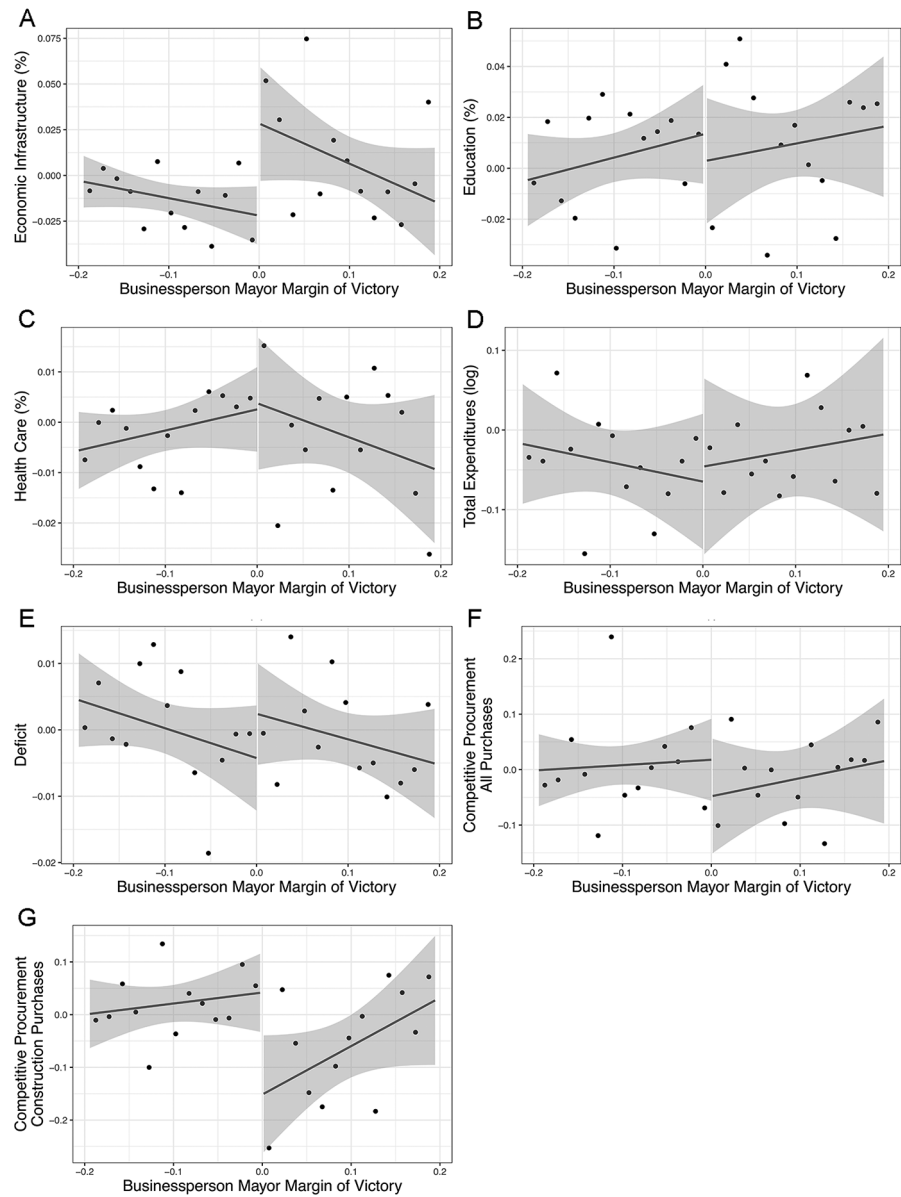 A
Economic Infrastructure (%)
0.075
0.050
0.025
0.000
−0.025
−0.2
−0.1
0.0
0.1
0.2
Businessperson Mayor Margin of Victory
B
Education (%)
0.04
0.02
0.00
−0.02
−0.2
−0.1
0.0
0.1
0.2
Businessperson Mayor Margin of Victory
C
Health Care (%)
0.01
0.00
−0.01
−0.02
−0.2
−0.1
0.0
0.1
0.2
Businessperson Mayor Margin of Victory
D
Total Expenditures (log)
0.1
0.0
−0.1
−0.2
−0.1
0.0
0.1
0.2
Businessperson Mayor Margin of Victory
E
Deficit
0.01
0.00
−0.01
−0.02
−0.2
−0.1
0.0
0.1
0.2
Businessperson Mayor Margin of Victory
F
Competitive Procurement
All Purchases
0.2
0.1
0.0
−0.1
−0.2
−0.1
0.0
0.1
0.2
Businessperson Mayor Margin of Victory
G
Competitive Procurement
Construction Purchases
0.1
0.0
−0.1
−0.2
−0.2
−0.1
0.0
0.1
0.2
Businessperson Mayor Margin of Victory